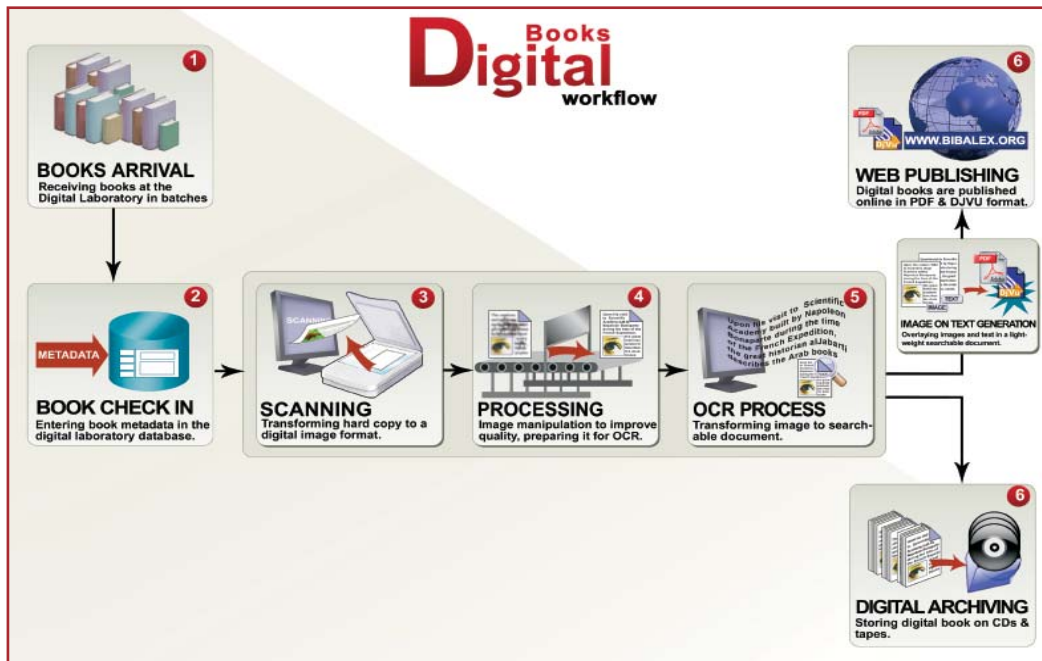 Books
Digital
workflow
1
BOOKS ARRIVAL
Receiving books at the
Digital Laboratory in batches
2
METADATA
BOOK CHECK IN
Entering book metadata in the
digital laboratory database.
3
SCANNING
SCANNING
Transforming hard copy to a
digital image format.
4
PROCESSING
Image manipulation to improve
quality, preparing it for OCR.
5
Upon his visit to Scientific
Academy built by Napoleon
Bonaparte during the time
of the French Expedition,
the great historian alJabarti
describes the Arab books
OCR PROCESS
Transforming image to search-
able document.
PDF
DjVu
TEXT
IMAGE
IMAGE ON TEXT GENERATION
Overlaying images and text in a light-
weight searchable document.
6
PDF
DjVu
WWW.BIBALEX.ORG
WEB PUBLISHING
Digital books are published
online in PDF & DJVU format.
6
DIGITAL ARCHIVING
Storing digital book on CDs &
tapes.